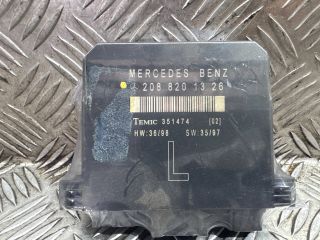 MERCEDES BENZ
208 820 13 26
TEMIC 351474 (02)
HW:36/98 SW:35/97
L